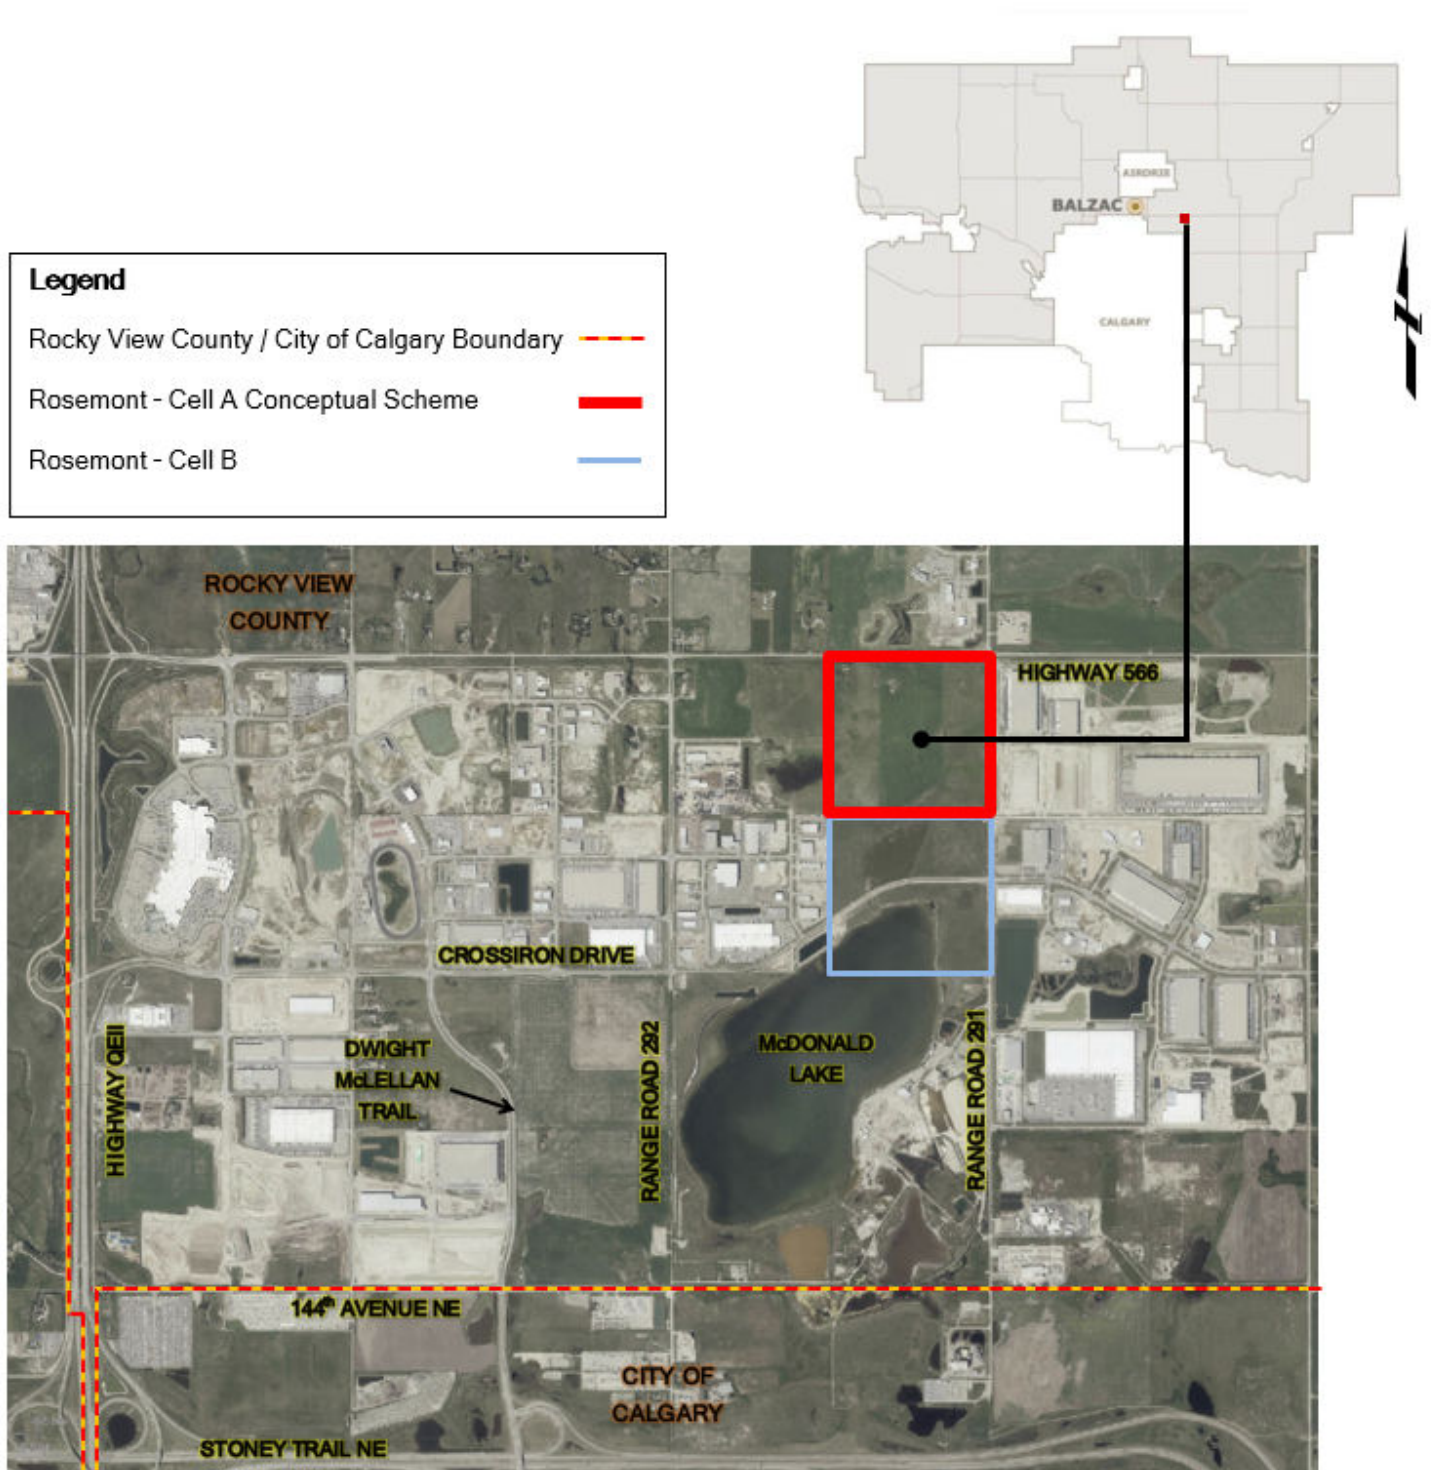 AIRDRIE
BALZAC
CALGARY
Legend
Rocky View County / City of Calgary Boundary
Rosemont - Cell A Conceptual Scheme
Rosemont - Cell B
N
ROCKY VIEW
COUNTY
HIGHWAY 566
CROSSIRON DRIVE
HIGHWAY QEII
DWIGHT
McLELLAN
TRAIL
RANGE ROAD 292
McDONALD
LAKE
RANGE ROAD 291
144th AVENUE NE
CITY OF
CALGARY
STONEY TRAIL NE